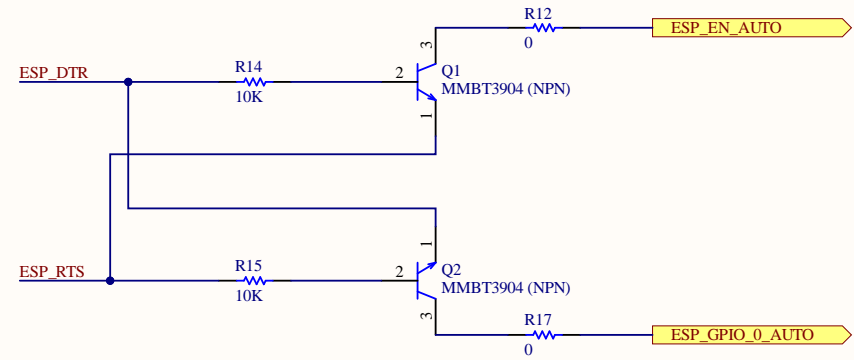 R12
ESP_EN_AUTO
0
3
R14
ESP_DTR
2
Q1
10K
MMBT3904 (NPN)
1
1
R15
ESP_RTS
2
Q2
10K
MMBT3904 (NPN)
3
R17
ESP_GPIO_0_AUTO
0